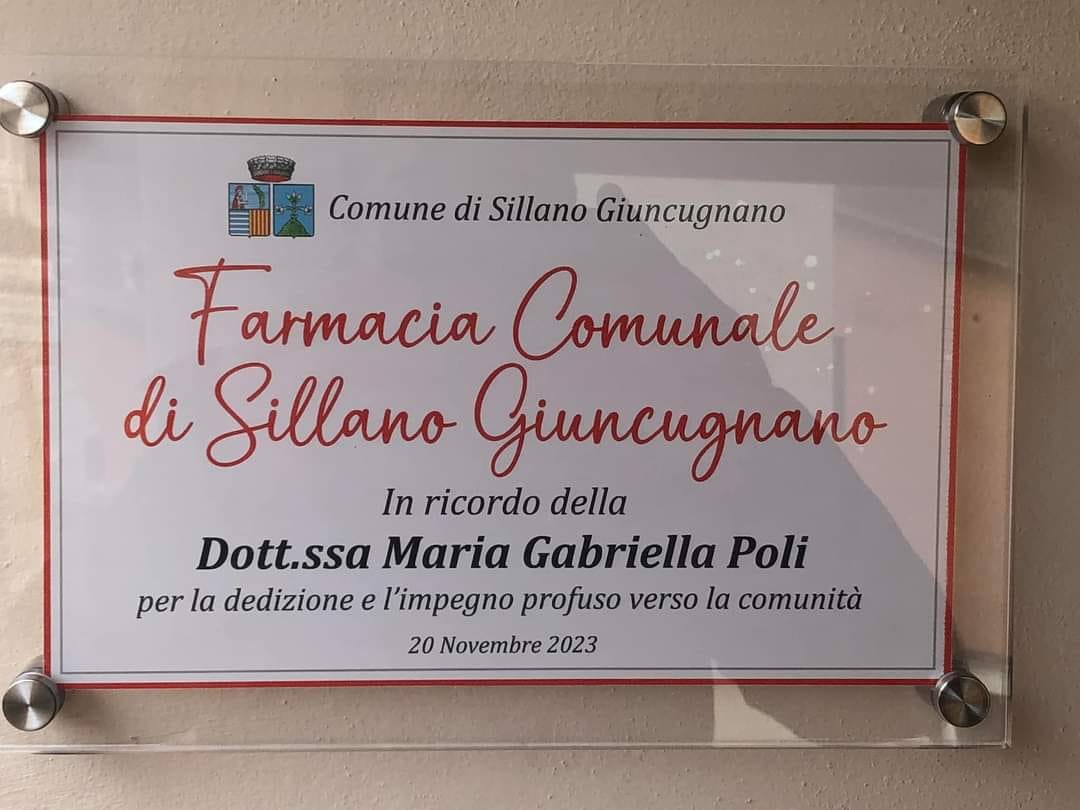 Comune di Sillano Giuncugnano
Farmacia Comunale
di Sillano Giuncugnano
In ricordo della
Dott.ssa Maria Gabriella Poli
per la dedizione e l'impegno profuso verso la comunità
20 Novembre 2023